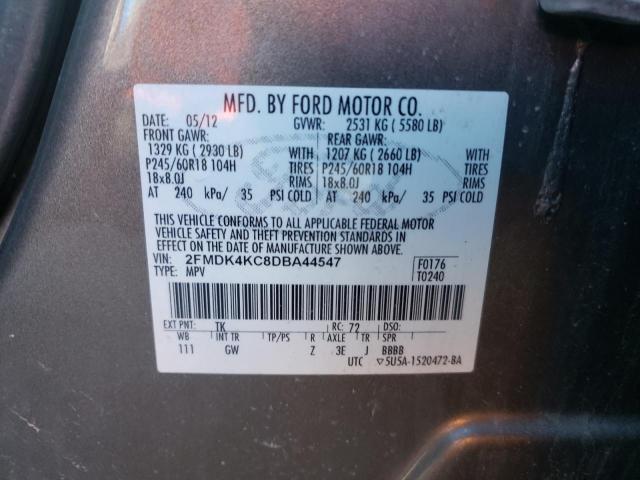 MFD. BY FORD MOTOR CO.
DATE: 05/12 GVWR: 2531 KG ( 5580 LB)
FRONT GAWR: REAR GAWR:
1329 KG ( 2930 LB) WITH 1207 KG ( 2660 LB) WITH
P245/60R18 104H TIRES P245/60R18 104H TIRES
18x8.0J RIMS 18x8.0J RIMS
AT 240 kPa/ 35 PSI COLD AT 240 kPa/ 35 PSI COLD
THIS VEHICLE CONFORMS TO ALL APPLICABLE FEDERAL MOTOR
VEHICLE SAFETY AND THEFT PREVENTION STANDARDS IN
EFFECT ON THE DATE OF MANUFACTURE SHOWN ABOVE.
VIN: 2FMDK4KC8DBA44547 F0176
TYPE: MPV T0240
EXT PNT: TK RC: 72 DSO:
WB INT TR TP/PS R AXLE TR SPR
111 GW Z 3E J BBBB
UTC ▽5U5A-1520472-BA